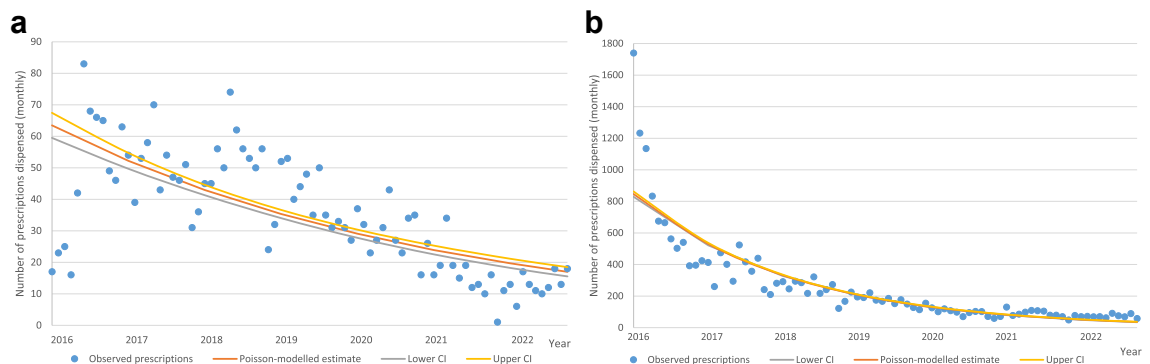 a
Number of prescriptions dispensed (monthly)
90
80
70
60
50
40
30
20
10
0
2016 2017 2018 2019 2020 2021 2022 Year
Observed prescriptions Poisson-modelled estimate Lower CI Upper CI
b
Number of prescriptions dispensed (monthly)
1800
1600
1400
1200
1000
800
600
400
200
0
2016 2017 2018 2019 2020 2021 2022 Year
Observed prescriptions Poisson-modelled estimate Lower CI Upper CI